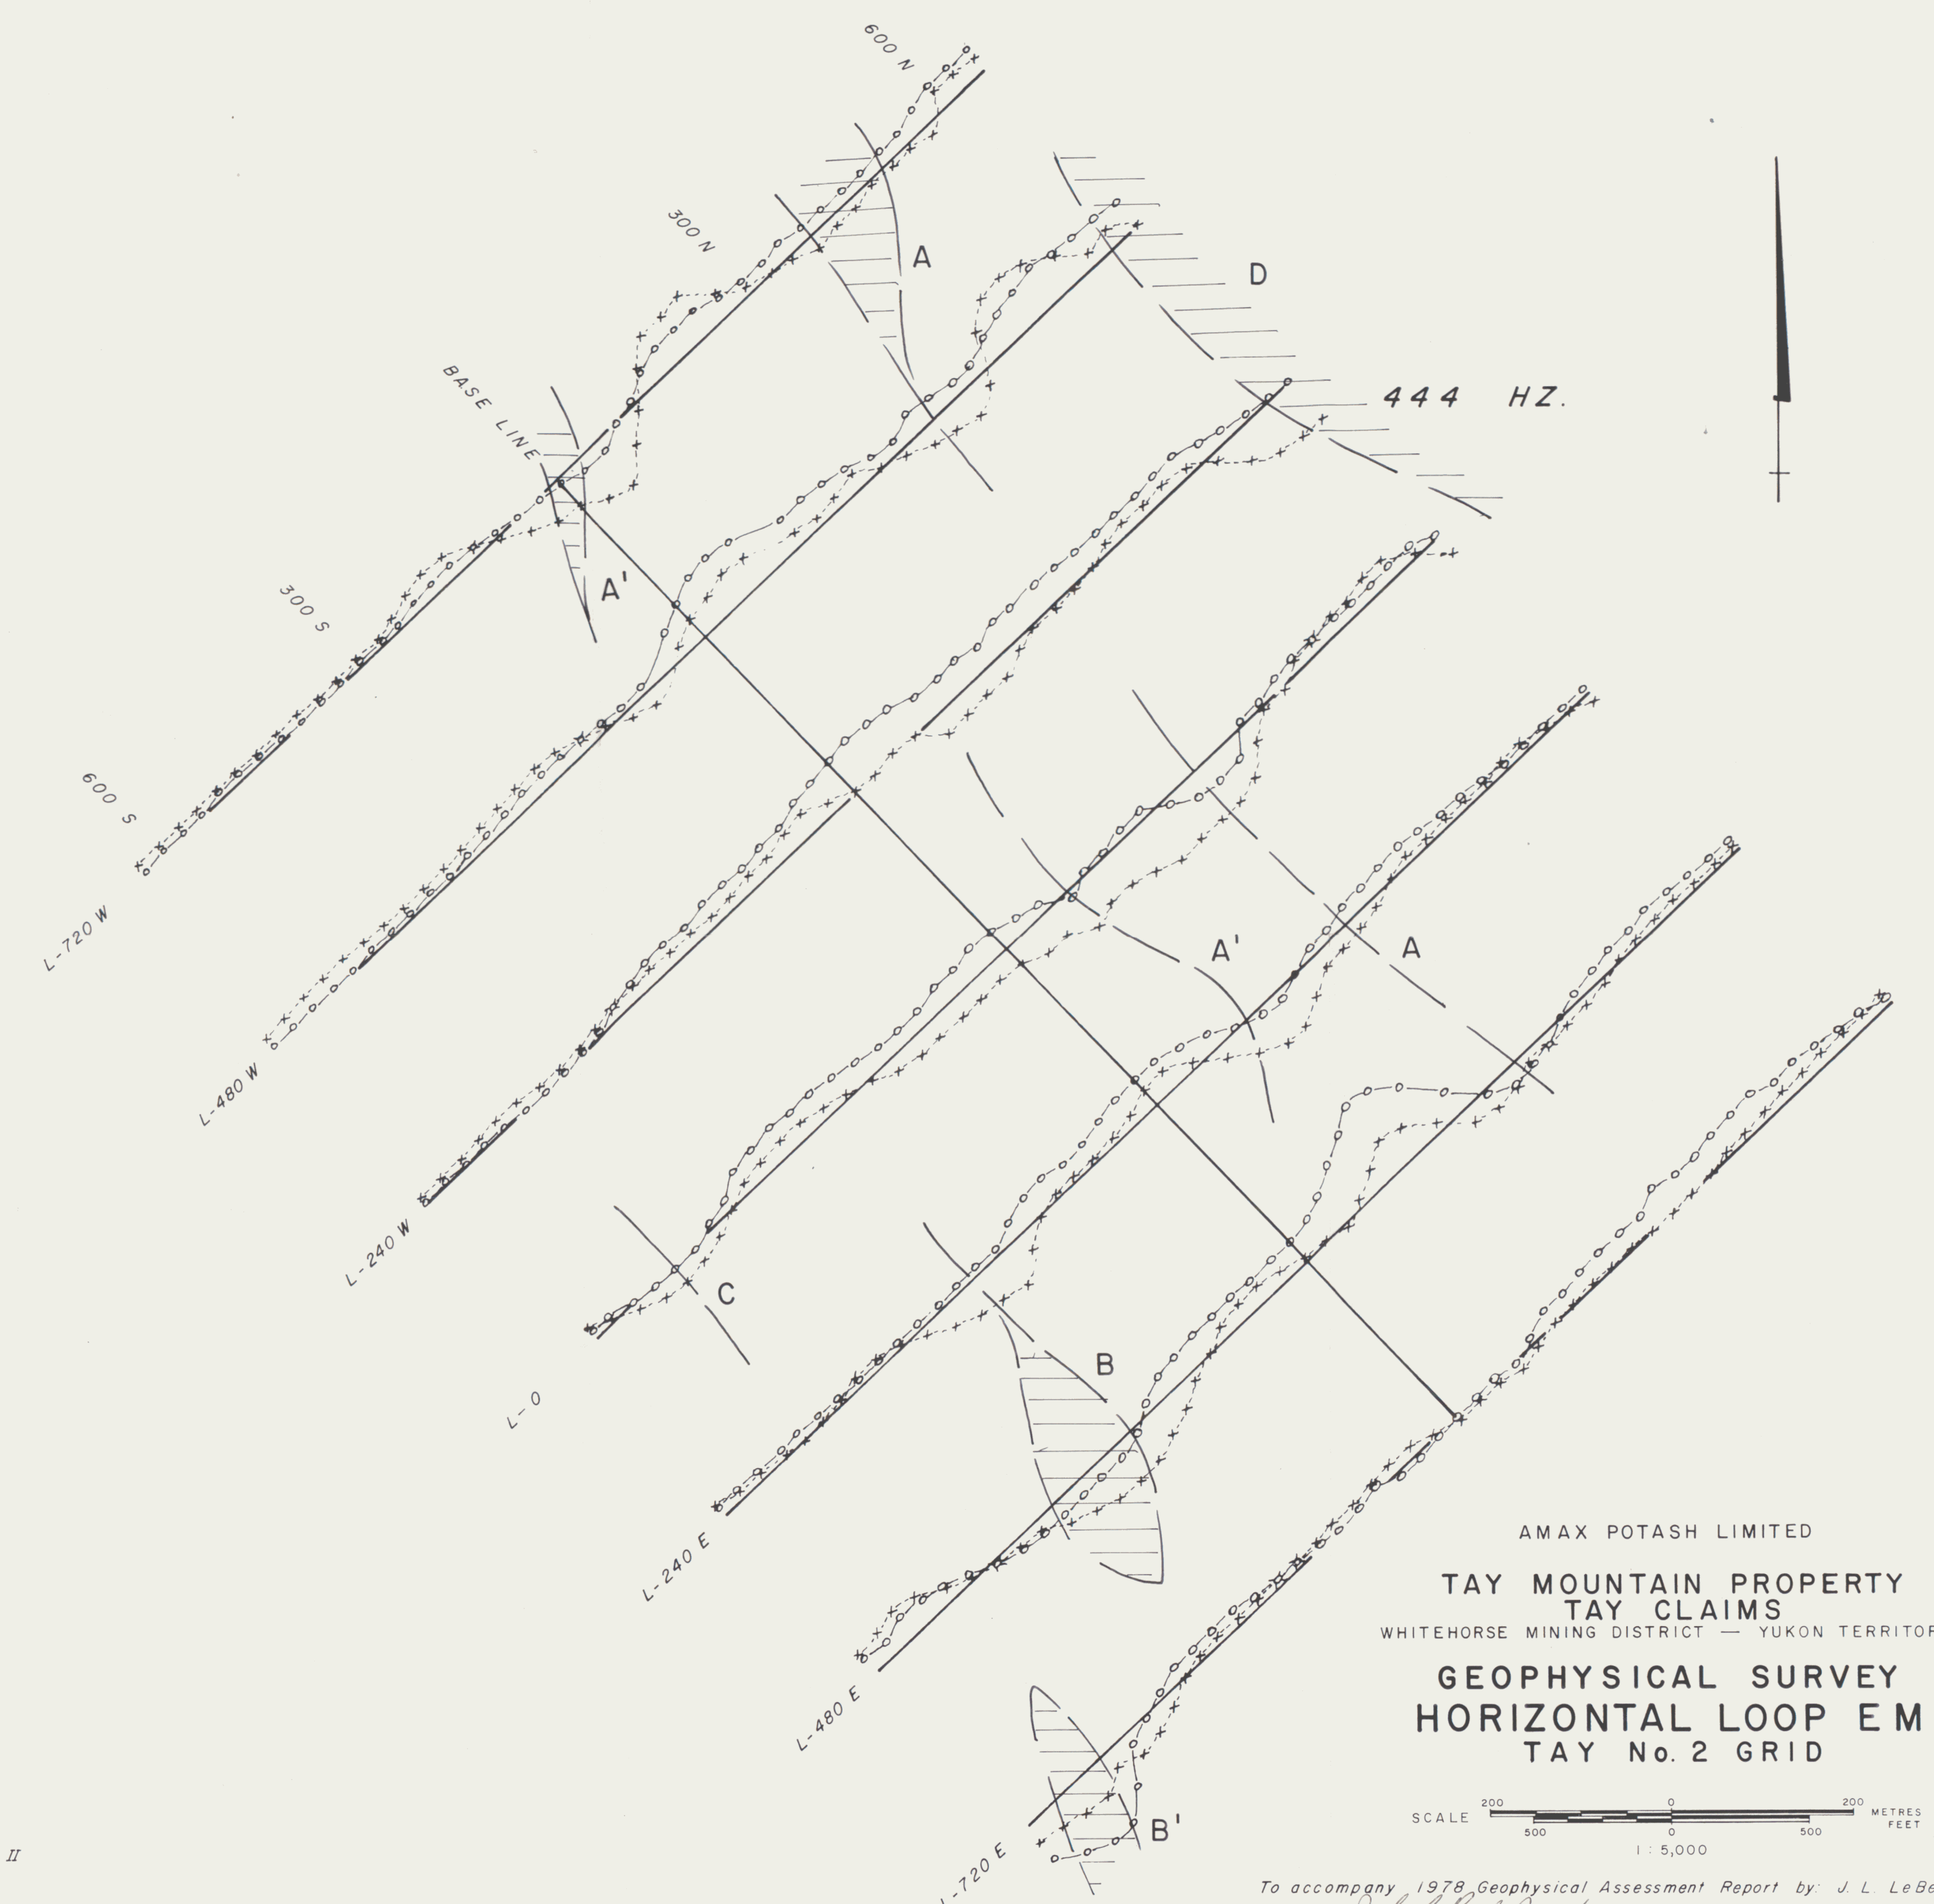 600 N
300 N
A
D
BASE LINE
444 HZ.
300 S
A'
600 S
L-720 W
A'
A
L-480 W
L-240 W
C
L-0
B
L-240 E
L-480 E
L-720 E
B'
AMAX POTASH LIMITED
TAY MOUNTAIN PROPERTY
TAY CLAIMS
WHITEHORSE MINING DISTRICT — YUKON TERRITOR
GEOPHYSICAL SURVEY
HORIZONTAL LOOP EM
TAY No. 2 GRID
200 0 200
SCALE METRES
FEET
500 0 500
1 : 5,000
II
To accompany 1978 Geophysical Assessment Report by: J. L. LeBe